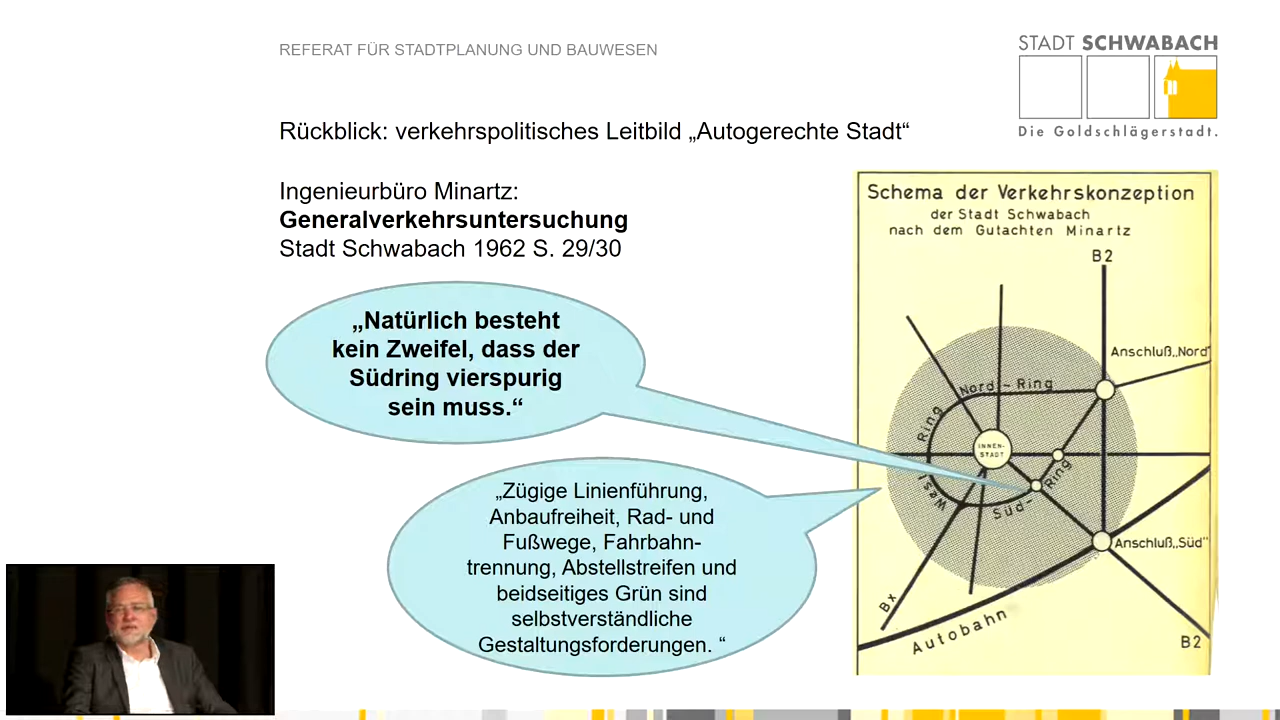 REFERAT FÜR STADTPLANUNG UND BAUWESEN
STADT SCHWABACH
Die Goldschlägerstadt.
Rückblick: verkehrspolitisches Leitbild „Autogerechte Stadt“
Ingenieurbüro Minartz:
Generalverkehrsuntersuchung
Stadt Schwabach 1962 S. 29/30
„Natürlich besteht
kein Zweifel, dass der
Südring vierspurig
sein muss.“
„Zügige Linienführung,
Anbaufreiheit, Rad- und
Fußwege, Fahrbahn-
trennung, Abstellstreifen und
beidseitiges Grün sind
selbstverständliche
Gestaltungsforderungen. “
Schema der Verkehrskonzeption
der Stadt Schwabach
nach dem Gutachten Minartz
B2
Anschluß„Nord“
Nord-Ring
West Ring
INNEN-
STADT
Süd-Ring
Anschluß„Süd“
Bx
Autobahn
B2